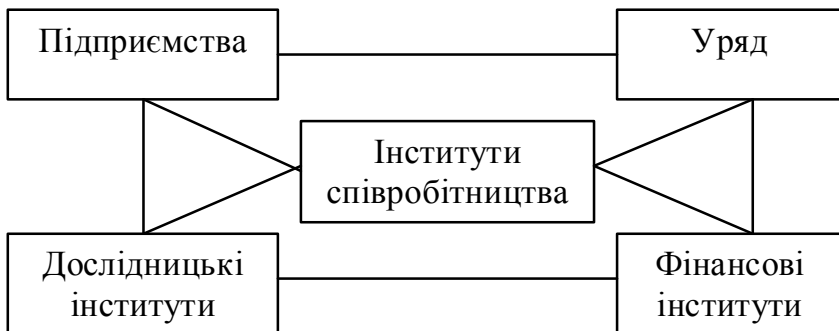 Підприємства
Уряд
Інститути
співробітництва
Дослідницькі
інститути
Фінансові
інститути